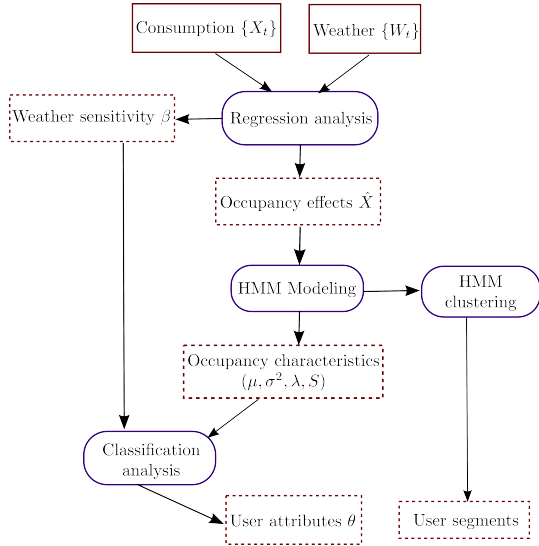 Consumption {X_t}
Weather {W_t}
Weather sensitivity β
Regression analysis
Occupancy effects X̂
HMM Modeling
HMM
clustering
Occupancy characteristics
(μ, σ², λ, S)
Classification
analysis
User attributes θ
User segments